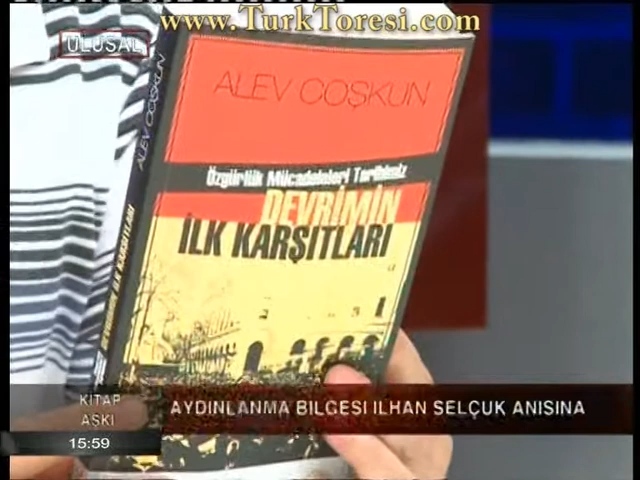 www.TurkToresi.com
ULUSAL
ALEV COŞKUN
Özgürlük Mücadeleleri Tarihimiz
DEVRİMİN
İLK KARŞITLARI
ALEV COŞKUN
DEVRİMİN İLK KARŞITLARI
KİTAP
AŞKI
AYDINLANMA BİLGESİ İLHAN SELÇUK ANISINA
15:59